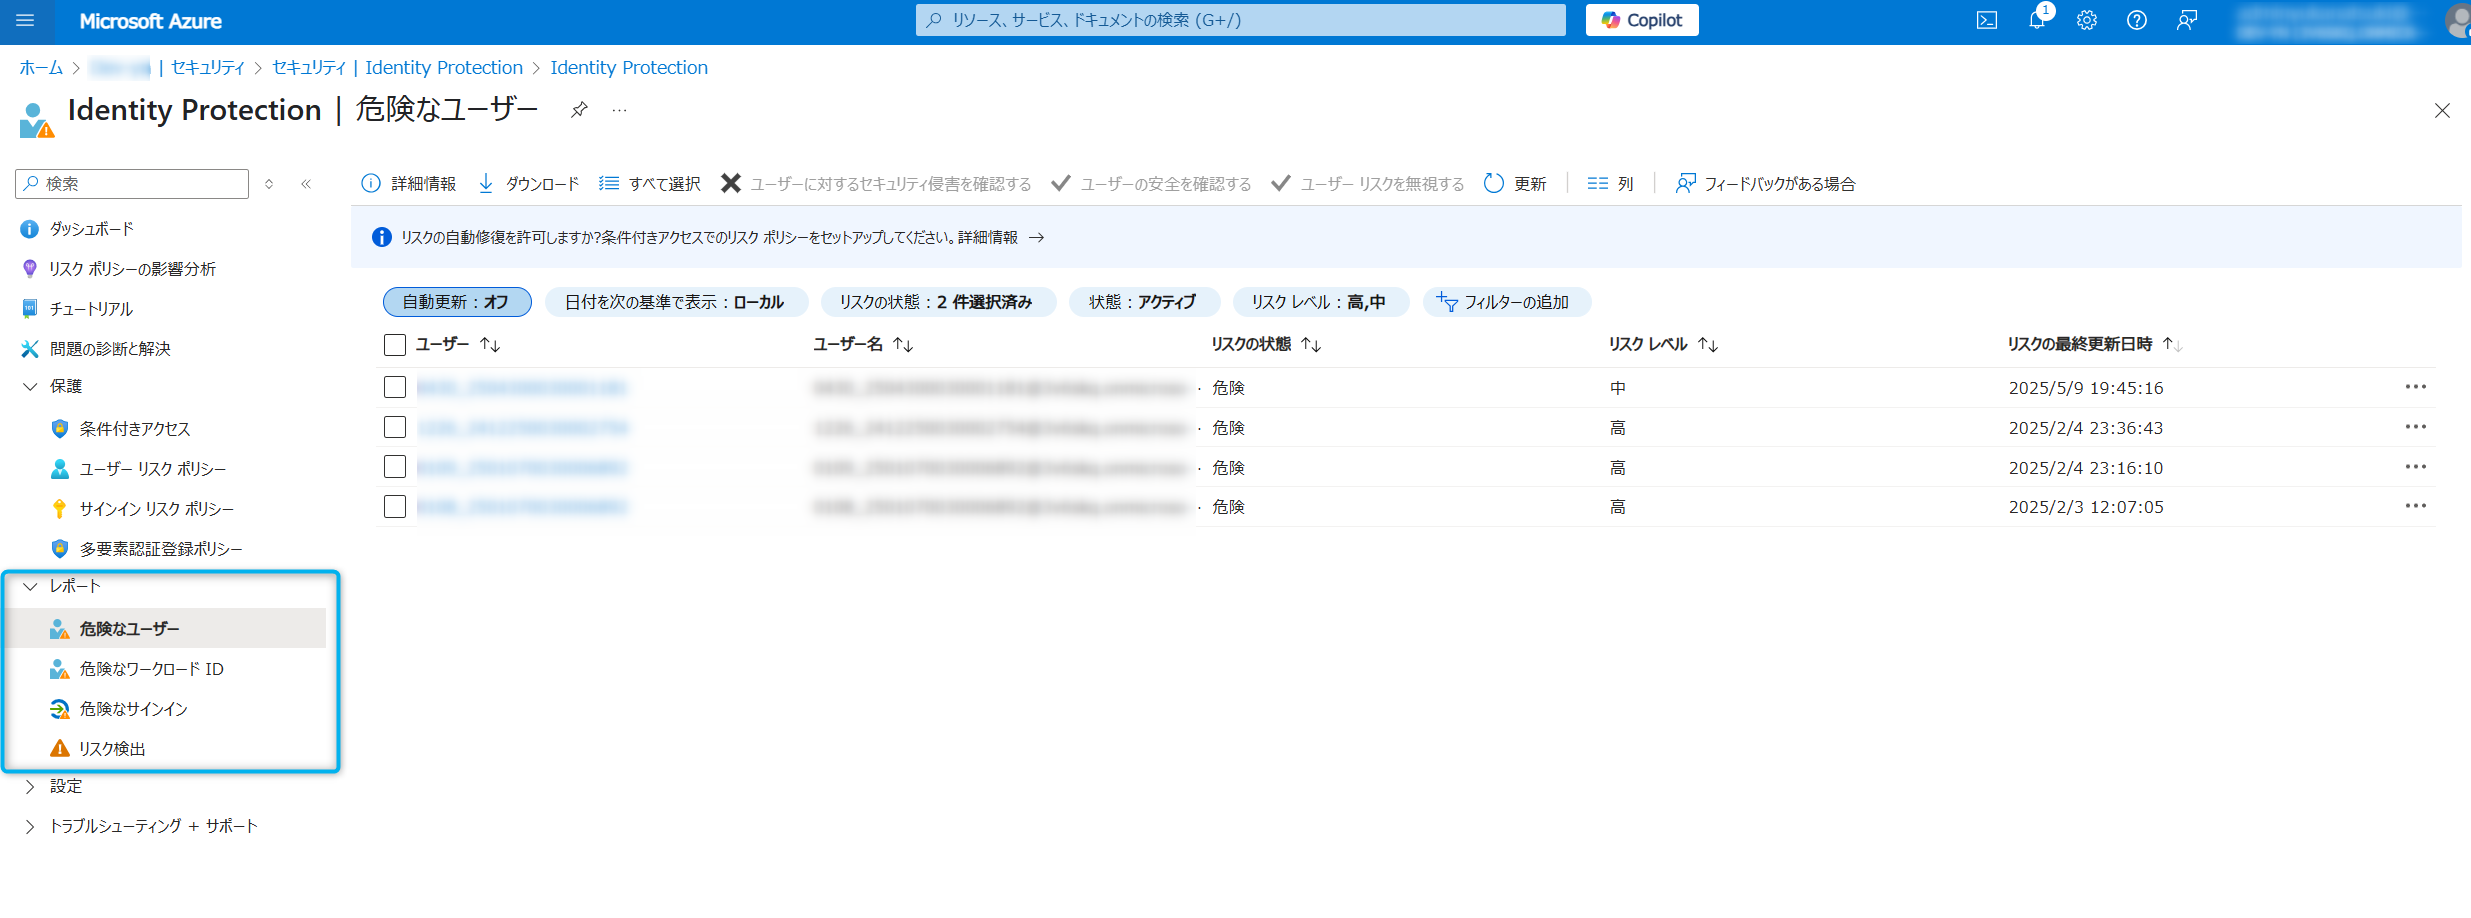 Microsoft Azure
リソース、サービス、ドキュメントの検索 (G+/)
Copilot
1
ホーム > | セキュリティ > セキュリティ | Identity Protection > Identity Protection
Identity Protection | 危険なユーザー
検索
詳細情報 ダウンロード すべて選択 ユーザーに対するセキュリティ侵害を確認する ユーザーの安全を確認する ユーザー リスクを無視する 更新 列 フィードバックがある場合
リスクの自動修復を許可しますか?条件付きアクセスでのリスク ポリシーをセットアップしてください。詳細情報 →
自動更新 : オフ 日付を次の基準で表示 : ローカル リスクの状態 : 2 件選択済み 状態 : アクティブ リスク レベル : 高,中 フィルターの追加
ユーザー ユーザー名 リスクの状態 リスク レベル リスクの最終更新日時
危険 中 2025/5/9 19:45:16
危険 高 2025/2/4 23:36:43
危険 高 2025/2/4 23:16:10
危険 高 2025/2/3 12:07:05
ダッシュボード
リスク ポリシーの影響分析
チュートリアル
問題の診断と解決
保護
条件付きアクセス
ユーザー リスク ポリシー
サインイン リスク ポリシー
多要素認証登録ポリシー
レポート
危険なユーザー
危険なワークロード ID
危険なサインイン
リスク検出
設定
トラブルシューティング + サポート